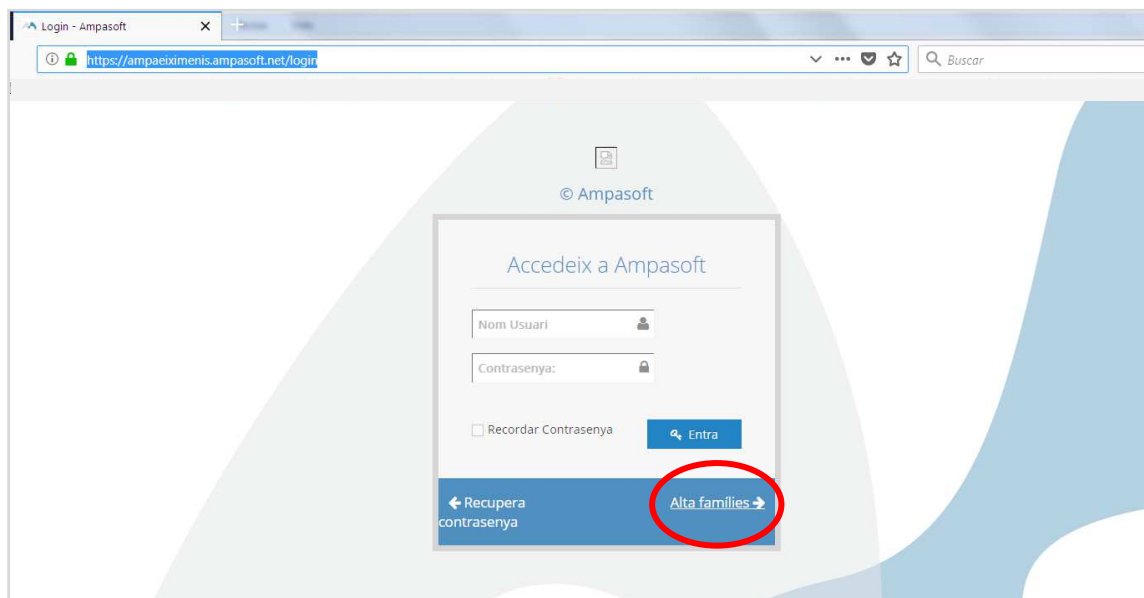 Login - Ampasoft
https://ampaeiximenis.ampasoft.net/login
Buscar
© Ampasoft
Accedeix a Ampasoft
Nom Usuari
Contrasenya:
Recordar Contrasenya
Entra
Recupera
contrasenya
Alta famílies